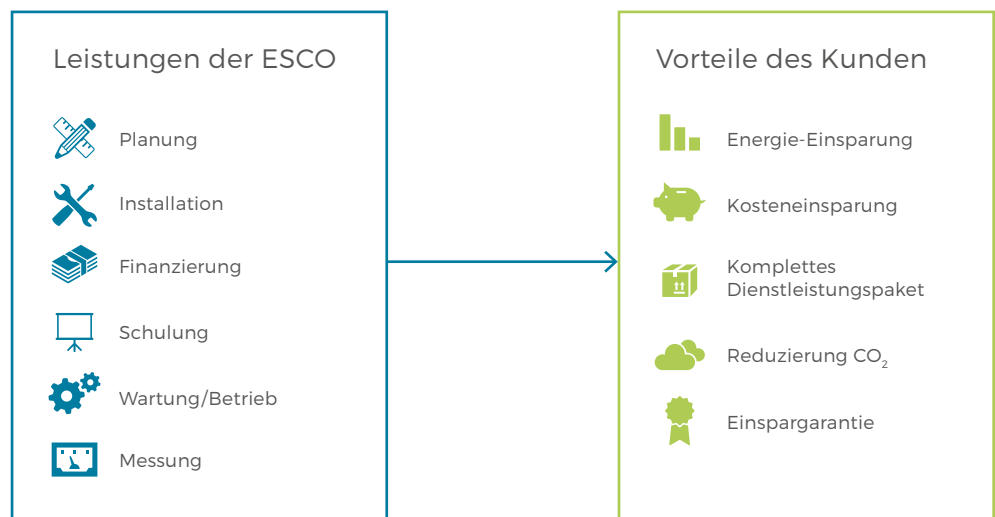 Leistungen der ESCO
Planung
Installation
Finanzierung
Schulung
Wartung/Betrieb
Messung
Vorteile des Kunden
Energie-Einsparung
Kosteneinsparung
Komplettes
Dienstleistungspaket
Reduzierung CO₂
Einspargarantie